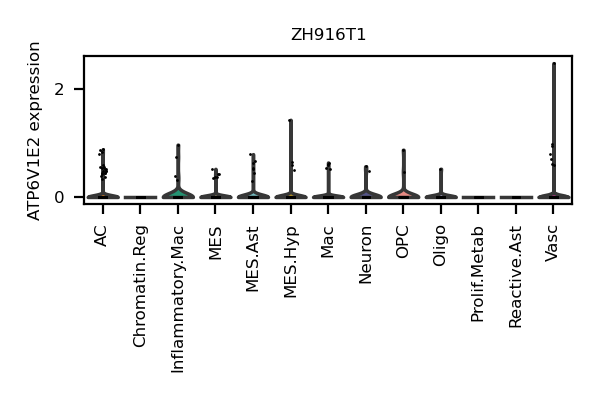 ZH916T1
ATP6V1E2 expression
2
0
AC
Chromatin.Reg
Inflammatory.Mac
MES
MES.Ast
MES.Hyp
Mac
Neuron
OPC
Oligo
Prolif.Metab
Reactive.Ast
Vasc